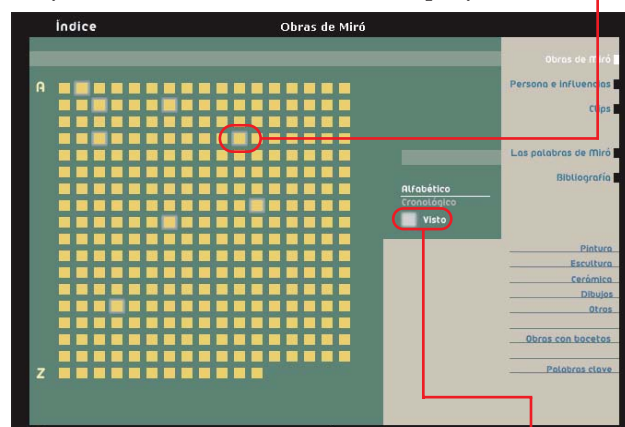 Índice
Obras de Miró
Obras de Miró
A
Persona e influencias
Clips
Las palabras de Miró
Bibliografía
Alfabético
Cronológico
Visto
Pintura
Escultura
Cerámica
Dibujos
Otros
Obras con bocetos
Z
Palabras clave